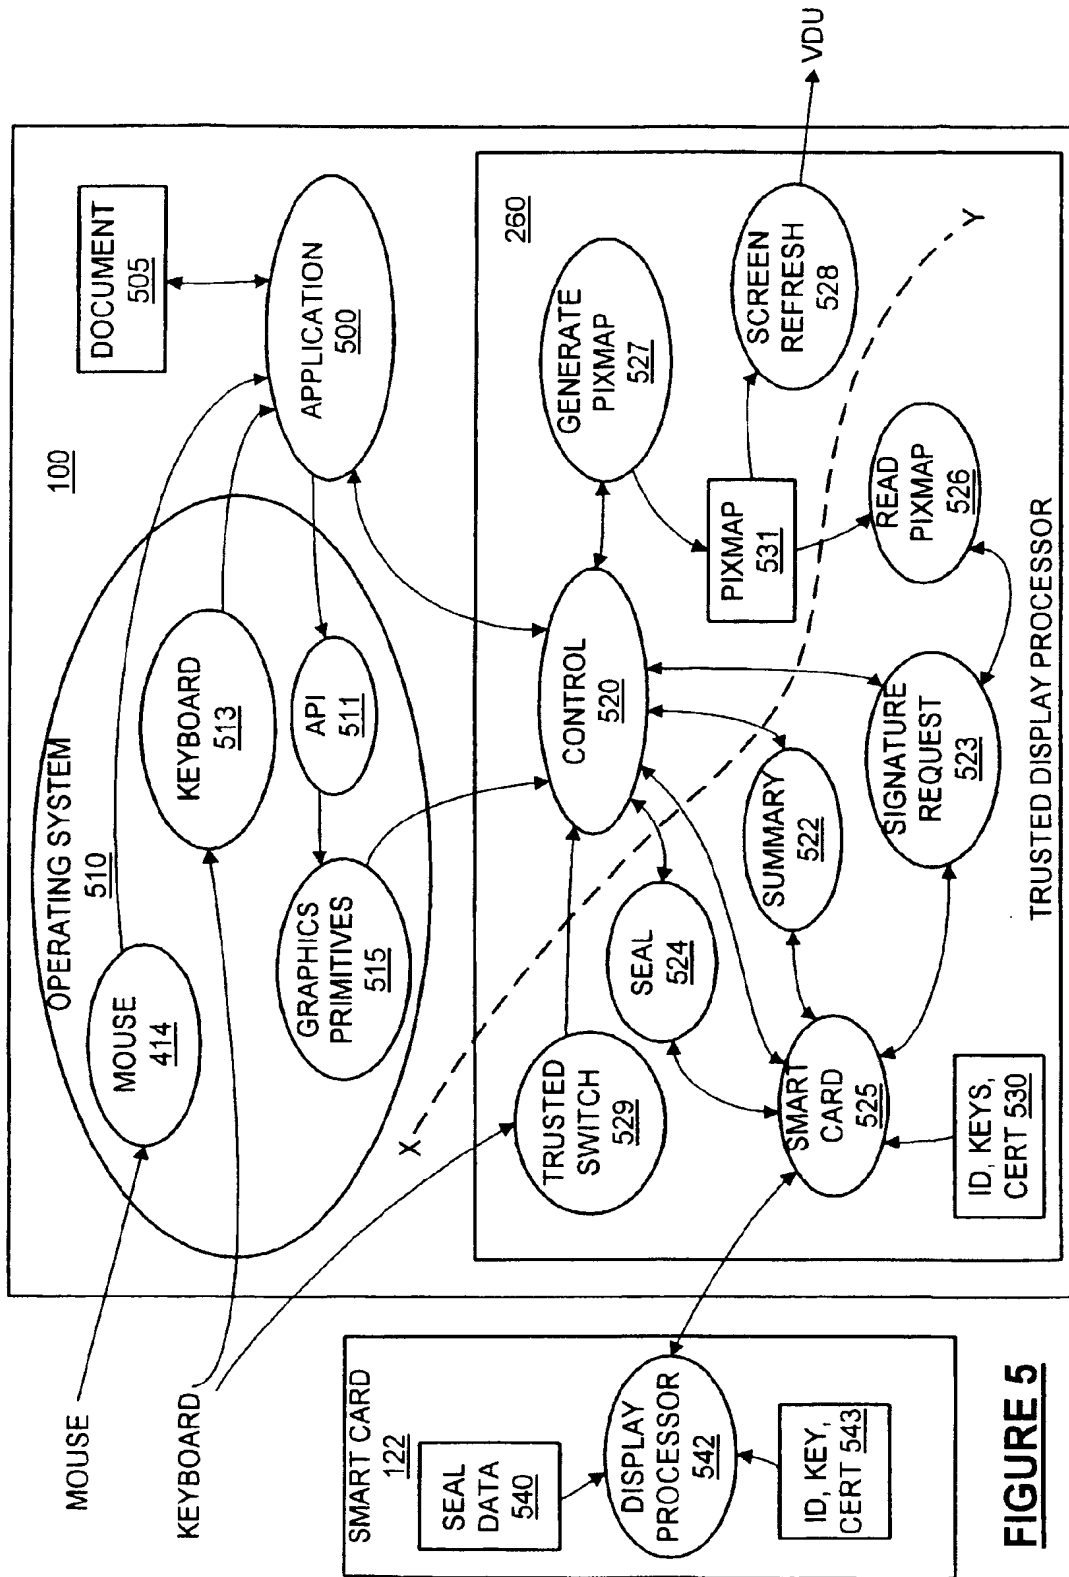 MOUSE
KEYBOARD
100
OPERATING SYSTEM
510
MOUSE
414
KEYBOARD
513
GRAPHICS
PRIMITIVES
515
API
511
APPLICATION
500
DOCUMENT
505
X
260
TRUSTED
SWITCH
529
CONTROL
520
GENERATE
PIXMAP
527
PIXMAP
531
SCREEN
REFRESH
528
VDU
SEAL
524
SUMMARY
522
SIGNATURE
REQUEST
523
READ
PIXMAP
526
Y
SMART
CARD
525
ID, KEYS,
CERT 530
TRUSTED DISPLAY PROCESSOR
SMART CARD
122
SEAL
DATA
540
DISPLAY
PROCESSOR
542
ID, KEY,
CERT 543
FIGURE 5